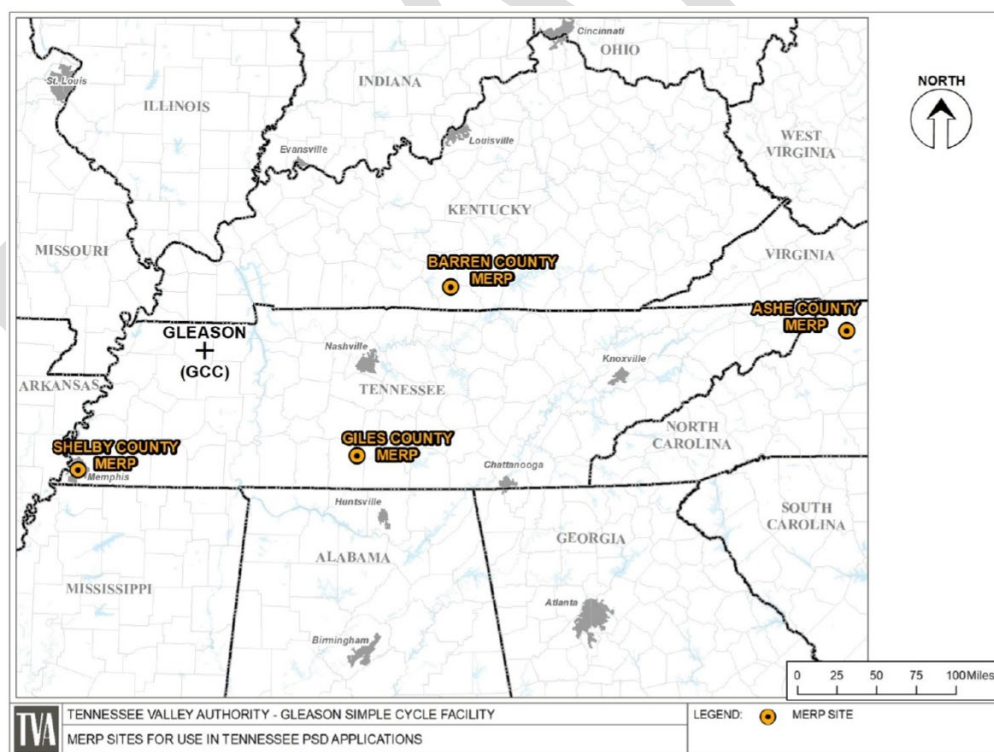 Cincinnati
OHIO
St. Louis
INDIANA
ILLINOIS
NORTH
Louisville
Evansville
WEST
VIRGINIA
KENTUCKY
MISSOURI
VIRGINIA
BARREN COUNTY
MERP
ASHE COUNTY
MERP
GLEASON
(GCC)
Nashville
Knoxville
TENNESSEE
ARKANSAS
NORTH
CAROLINA
GILES COUNTY
MERP
SHELBY COUNTY
MERP
Memphis
Chattanooga
Huntsville
SOUTH
CAROLINA
GEORGIA
ALABAMA
MISSISSIPPI
Atlanta
Birmingham
0 25 50 75 100 Miles
TVA
TENNESSEE VALLEY AUTHORITY - GLEASON SIMPLE CYCLE FACILITY
MERP SITES FOR USE IN TENNESSEE PSD APPLICATIONS
LEGEND: MERP SITE